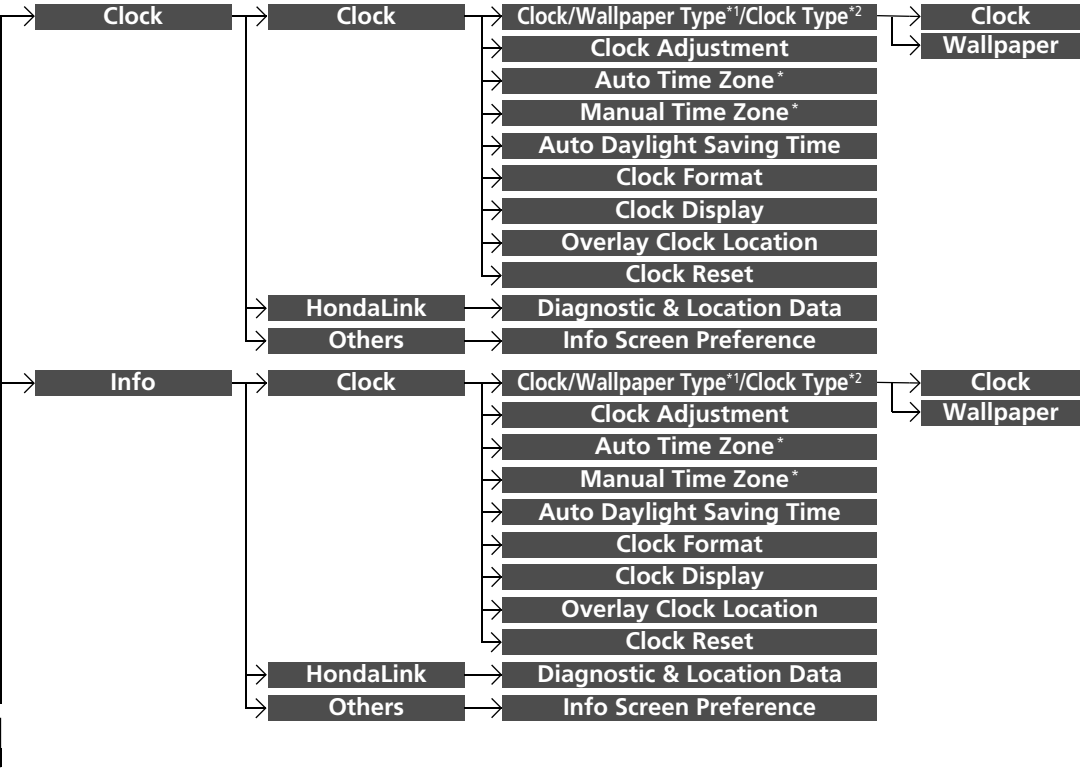 Clock Clock Clock/Wallpaper Type*1/Clock Type*2 Clock
Wallpaper
Clock Adjustment
Auto Time Zone*
Manual Time Zone*
Auto Daylight Saving Time
Clock Format
Clock Display
Overlay Clock Location
Clock Reset
HondaLink Diagnostic & Location Data
Others Info Screen Preference
Info Clock Clock/Wallpaper Type*1/Clock Type*2 Clock
Wallpaper
Clock Adjustment
Auto Time Zone*
Manual Time Zone*
Auto Daylight Saving Time
Clock Format
Clock Display
Overlay Clock Location
Clock Reset
HondaLink Diagnostic & Location Data
Others Info Screen Preference